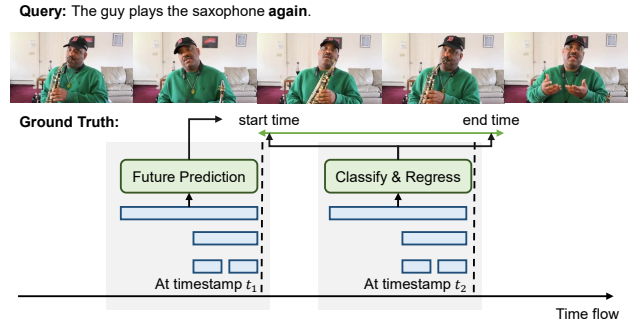 Query: The guy plays the saxophone again.
Ground Truth:
start time
end time
Future Prediction
Classify & Regress
At timestamp t₁
At timestamp t₂
Time flow